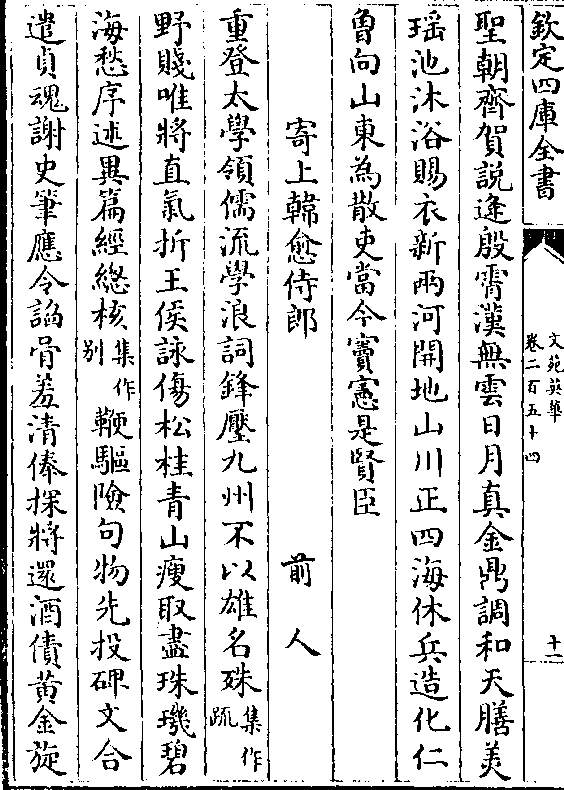 欽定四庫全書
文苑英華
卷二百五十四
十一
聖朝齊賀説逢殷霄漢無雲日月真金鼎調和天膳美
瑶池沐浴賜衣新兩河開地山川正四海休兵造化仁
魯向山東為散吏當今竇憲是賢臣
寄上韓愈侍郎 前人
重登太學領儒流學浪詞鋒壓九州不以雄名殊集作疏
野賤唯將直氣折王侯詠傷松桂青山瘦取盡珠璣碧
海愁序述異篇經總核集作别鞭驅險句物先投碑文合
遣貞魂謝史筆應令諂骨羞清俸探將還酒債黄金旋